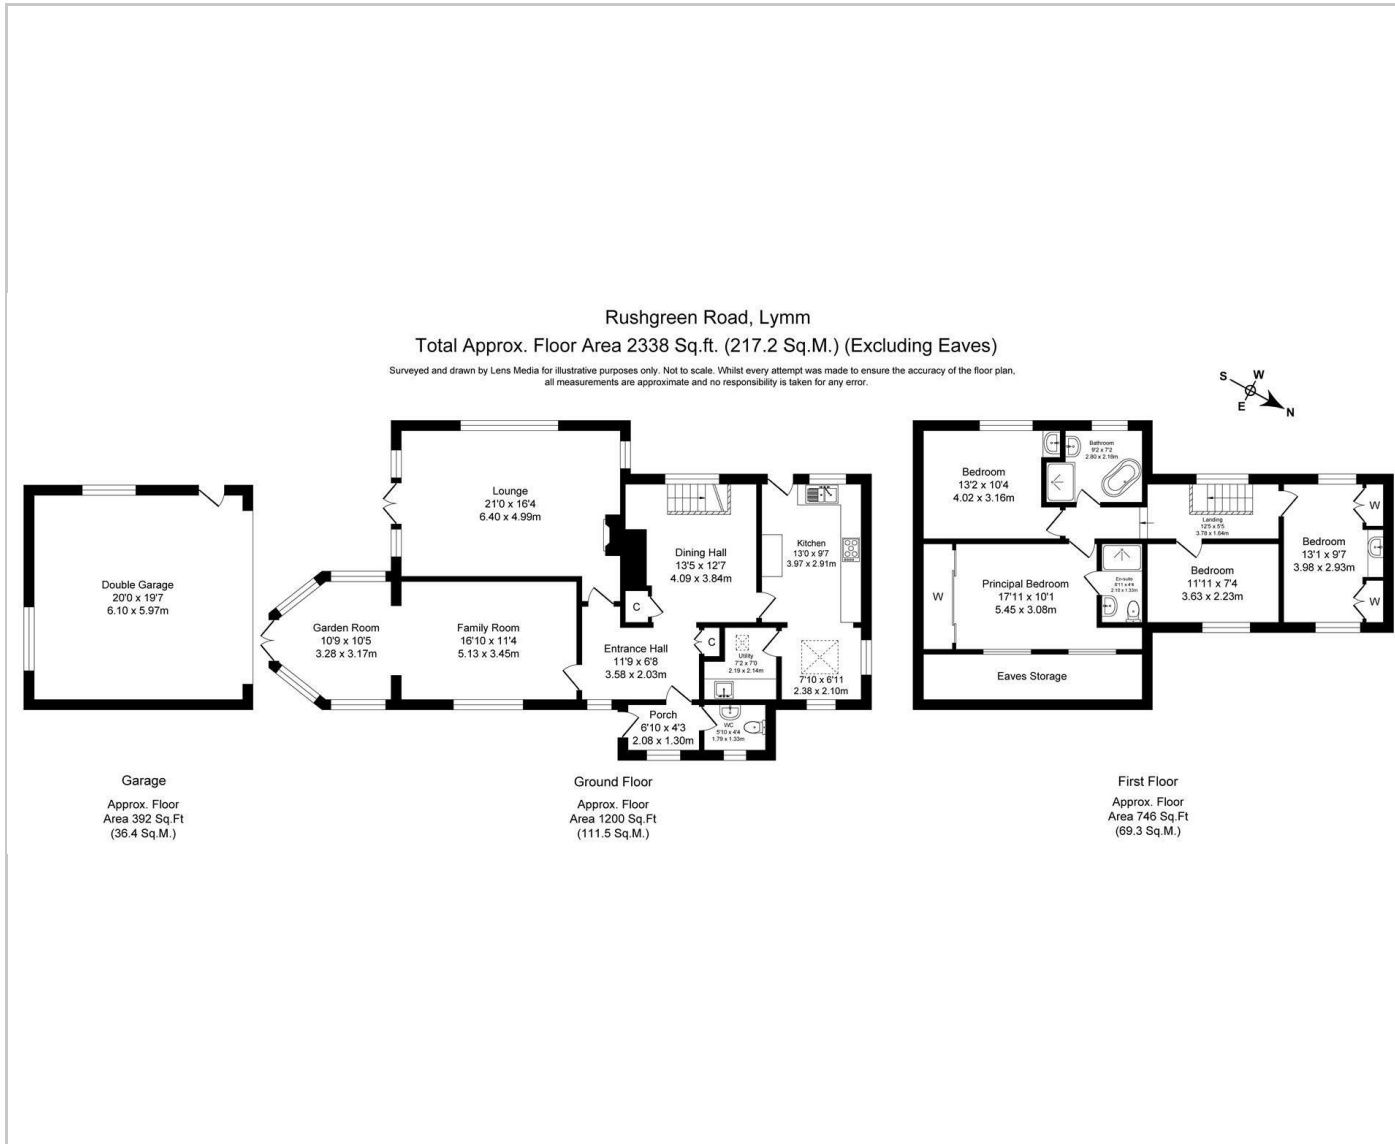 Rushgreen Road, Lymm
Total Approx. Floor Area 2338 Sq.ft. (217.2 Sq.M.) (Excluding Eaves)
Surveyed and drawn by Lens Media for illustrative purposes only. Not to scale. Whilst every attempt was made to ensure the accuracy of the floor plan,
all measurements are approximate and no responsibility is taken for any error.
S
W
E
N
Double Garage
20'0 x 19'7
6.10 x 5.97m
Garden Room
10'9 x 10'5
3.28 x 3.17m
Lounge
21'0 x 16'4
6.40 x 4.99m
Family Room
16'10 x 11'4
5.13 x 3.45m
Dining Hall
13'5 x 12'7
4.09 x 3.84m
C
Entrance Hall
11'9 x 6'8
3.58 x 2.03m
C
Utility
7'2 x 7'0
2.19 x 2.14m
Kitchen
13'0 x 9'7
3.97 x 2.91m
7'10 x 6'11
2.38 x 2.10m
Porch
6'10 x 4'3
2.08 x 1.30m
WC
5'10 x 4'4
1.79 x 1.33m
Bedroom
13'2 x 10'4
4.02 x 3.16m
Bathroom
9'2 x 7'2
2.80 x 2.19m
Landing
12'5 x 5'5
3.78 x 1.64m
Bedroom
13'1 x 9'7
3.98 x 2.93m
W
W
W
Principal Bedroom
17'11 x 10'1
5.45 x 3.08m
En-suite
6'11 x 4'4
2.10 x 1.33m
Bedroom
11'11 x 7'4
3.63 x 2.23m
Eaves Storage
Garage
Approx. Floor
Area 392 Sq.Ft
(36.4 Sq.M.)
Ground Floor
Approx. Floor
Area 1200 Sq.Ft
(111.5 Sq.M.)
First Floor
Approx. Floor
Area 746 Sq.Ft
(69.3 Sq.M.)